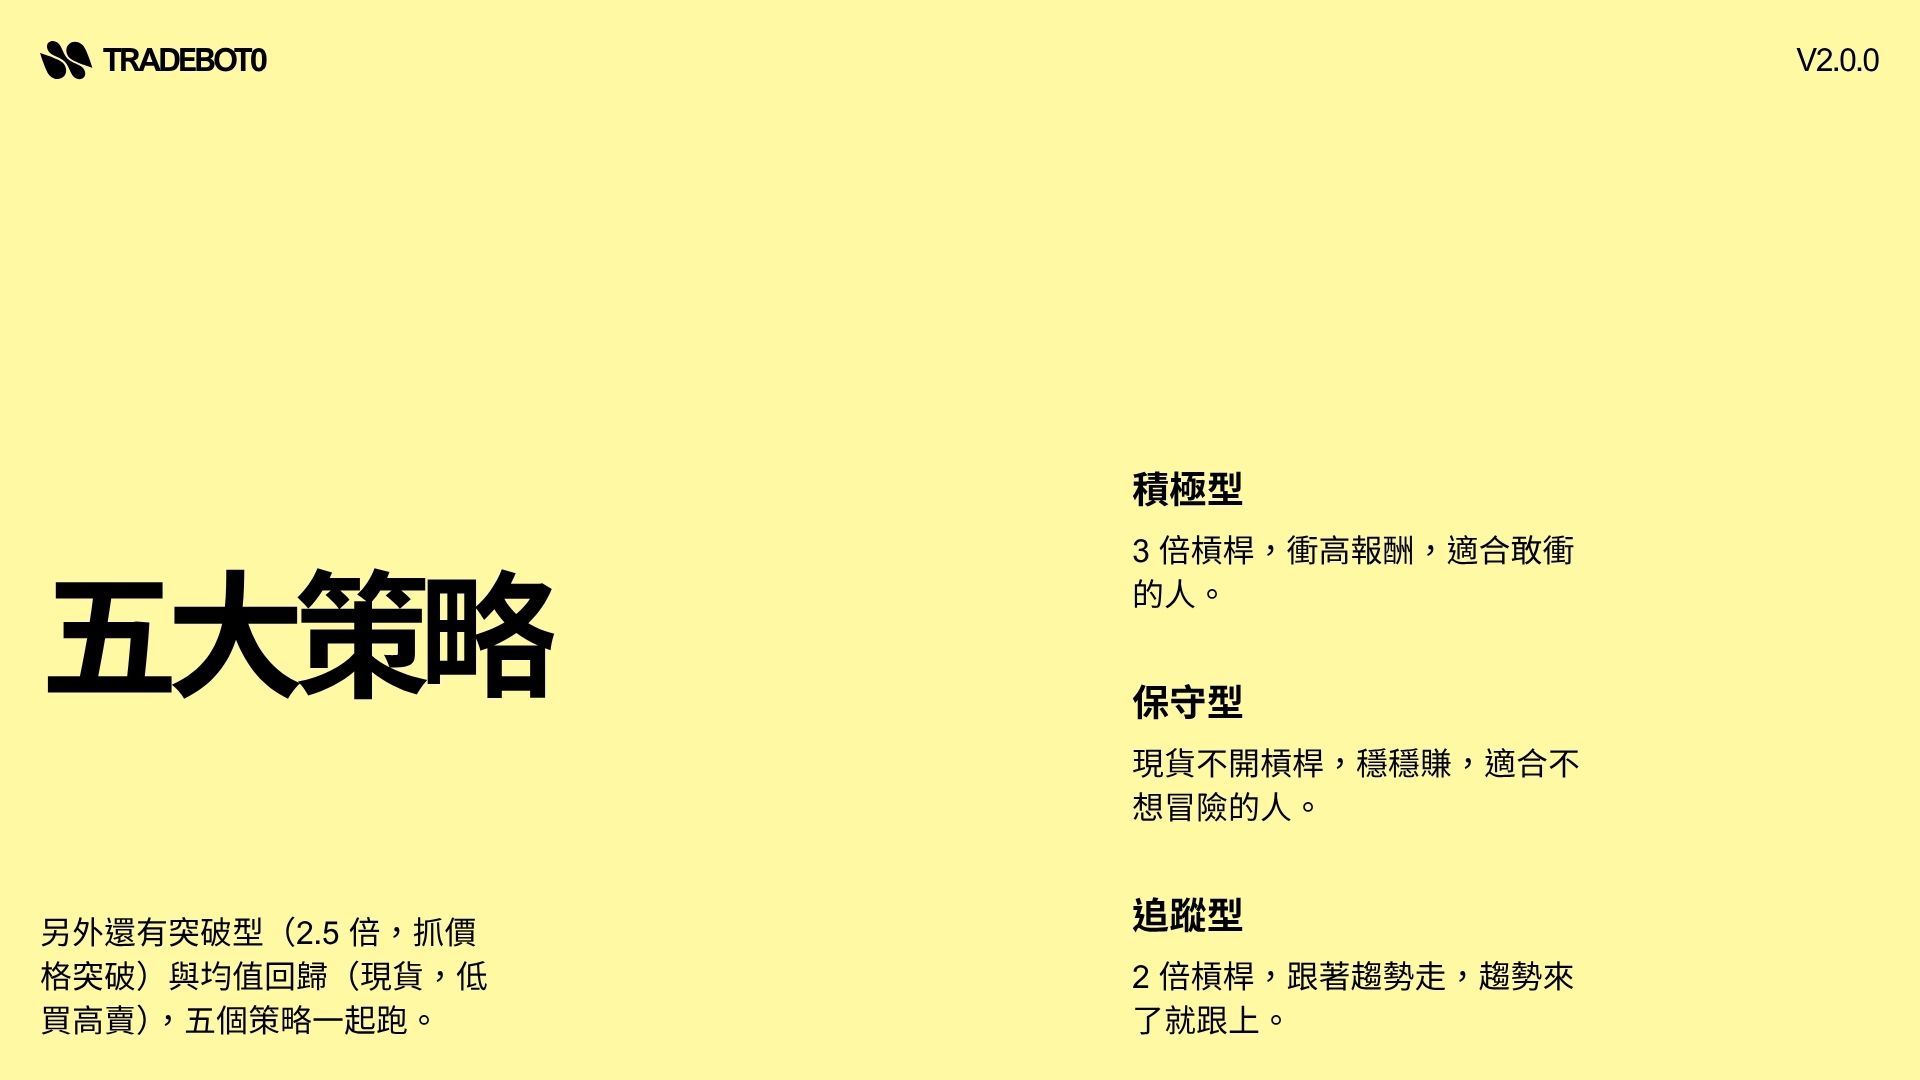 TRADEBOT0
V2.0.0
五大策略
另外還有突破型（2.5 倍，抓價
格突破）與均值回歸（現貨，低
買高賣），五個策略一起跑。
積極型
3 倍槓桿，衝高報酬，適合敢衝
的人。
保守型
現貨不開槓桿，穩穩賺，適合不
想冒險的人。
追蹤型
2 倍槓桿，跟著趨勢走，趨勢來
了就跟上。